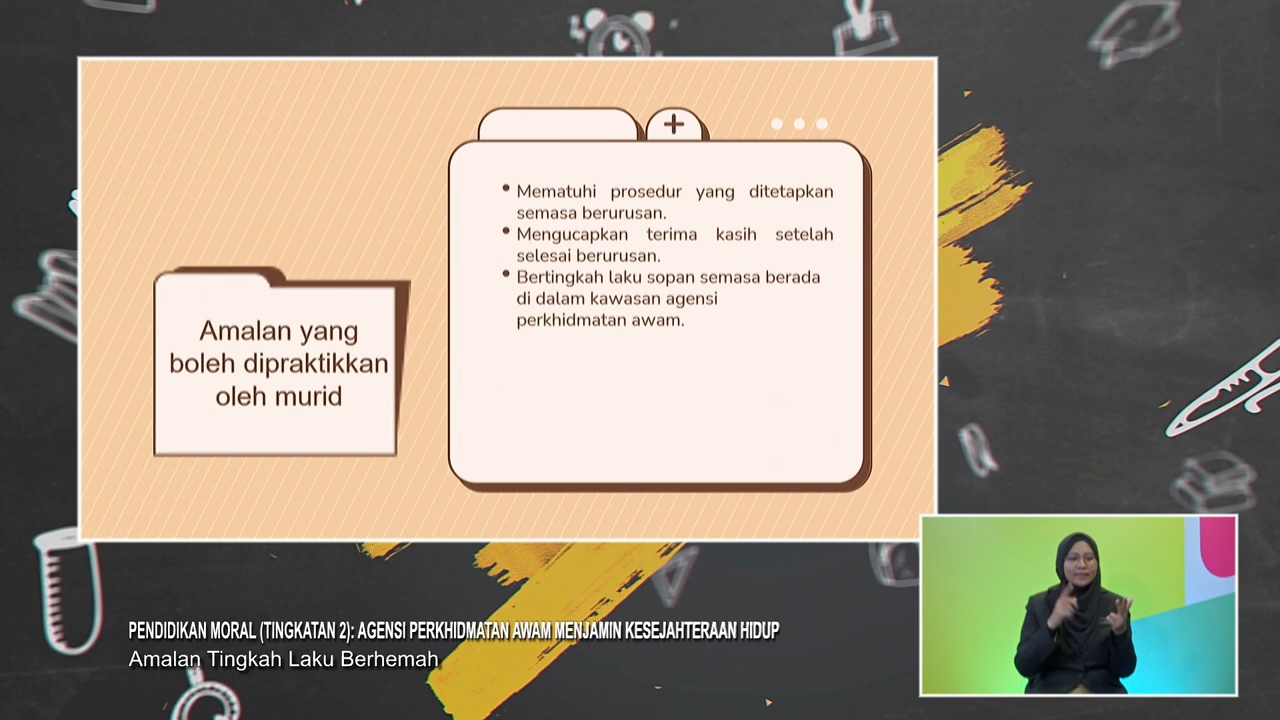 Amalan yang
boleh dipraktikkan
oleh murid
• Mematuhi prosedur yang ditetapkan
semasa berurusan.
• Mengucapkan terima kasih setelah
selesai berurusan.
• Bertingkah laku sopan semasa berada
di dalam kawasan agensi
perkhidmatan awam.
PENDIDIKAN MORAL (TINGKATAN 2): AGENSI PERKHIDMATAN AWAM MENJAMIN KESEJAHTERAAN HIDUP
Amalan Tingkah Laku Berhemah